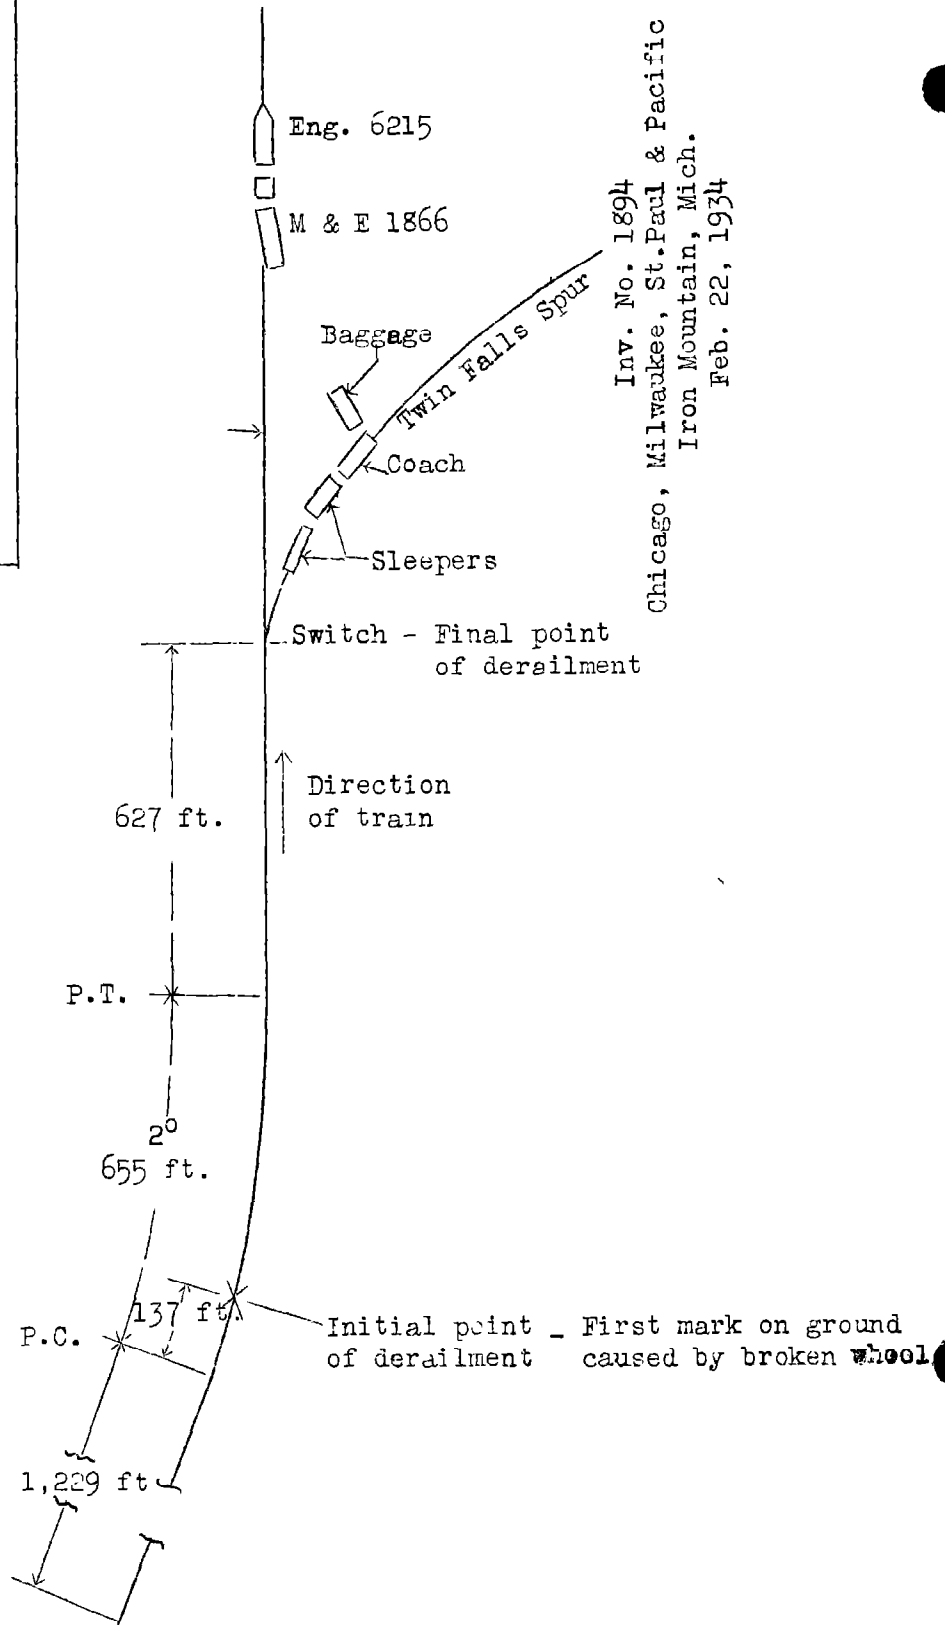 Eng. 6215
M & E 1866
Inv. No. 1894
Chicago, Milwaukee, St.Paul & Pacific
Iron Mountain, Mich.
Feb. 22, 1934
Baggage
Twin Falls Spur
Coach
Sleepers
Switch - Final point
of derailment
Direction
of train
627 ft.
P.T.
2°
655 ft.
137 ft.
P.C.
Initial point - First mark on ground
of derailment caused by broken wheel
1,229 ft